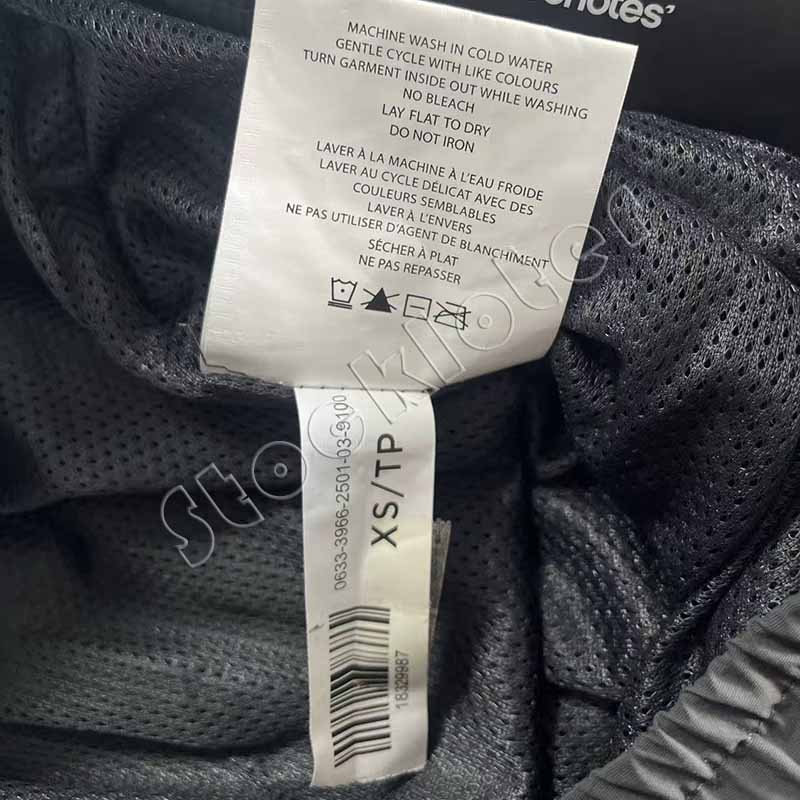 enotes'
MACHINE WASH IN COLD WATER
GENTLE CYCLE WITH LIKE COLOURS
TURN GARMENT INSIDE OUT WHILE WASHING
NO BLEACH
LAY FLAT TO DRY
DO NOT IRON
LAVER À LA MACHINE À L'EAU FROIDE
LAVER AU CYCLE DÉLICAT AVEC DES
COULEURS SEMBLABLES
LAVER À L'ENVERS
NE PAS UTILISER D'AGENT DE BLANCHIMENT
SÉCHER À PLAT
NE PAS REPASSER
0633-3966-2501-03-9100
XS/TP
18329987
Stockloter